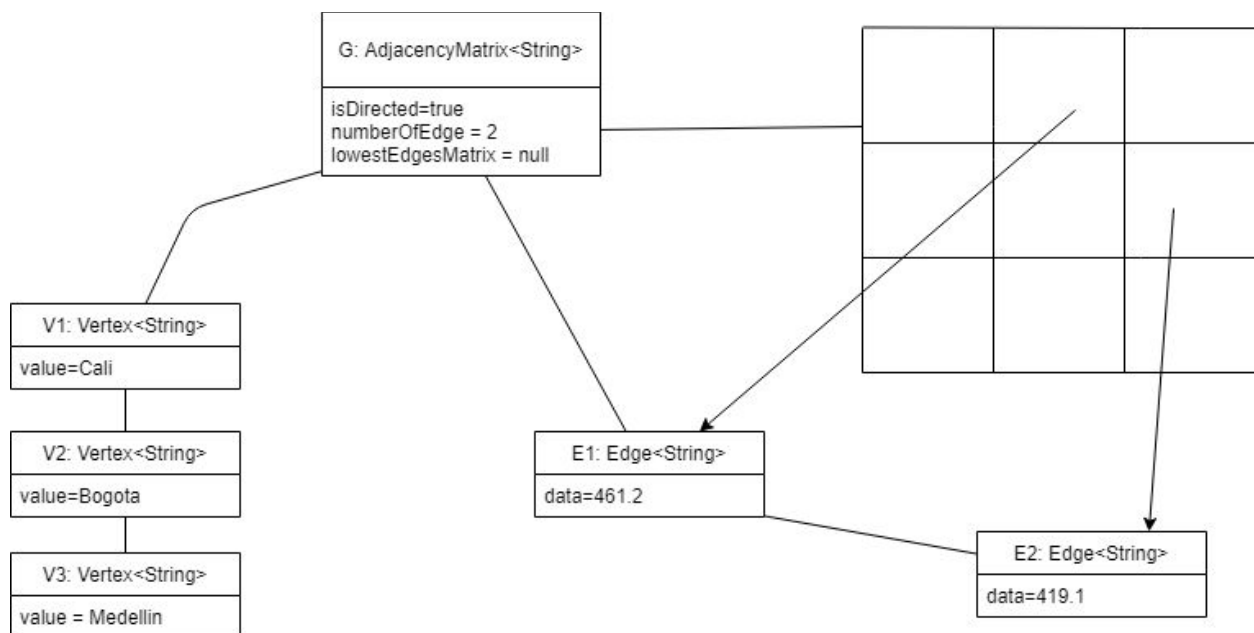 G: AdjacencyMatrix<String>
isDirected=true
numberOfEdge = 2
lowestEdgesMatrix = null
V1: Vertex<String>
value=Cali
V2: Vertex<String>
value=Bogota
V3: Vertex<String>
value = Medellin
E1: Edge<String>
data=461.2
E2: Edge<String>
data=419.1